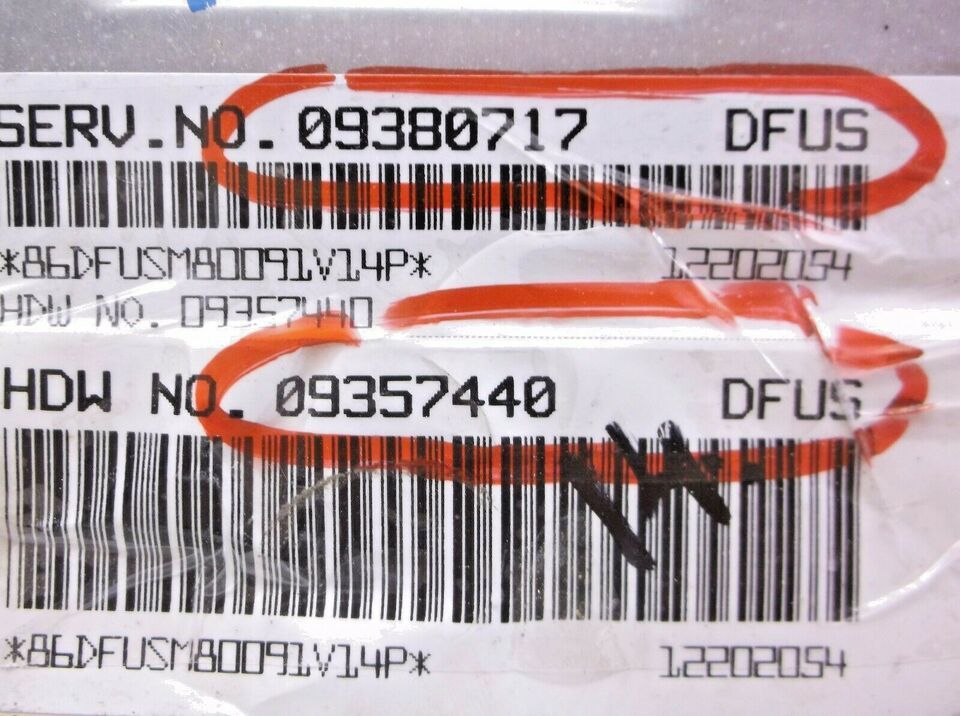 SERV.NO. 09380717 DFUS
*86DFUSM80091V14P* 12202054
HDW NO. 09357440
HDW NO. 09357440 DFUS
*86DFUSM80091V14P* 12202054